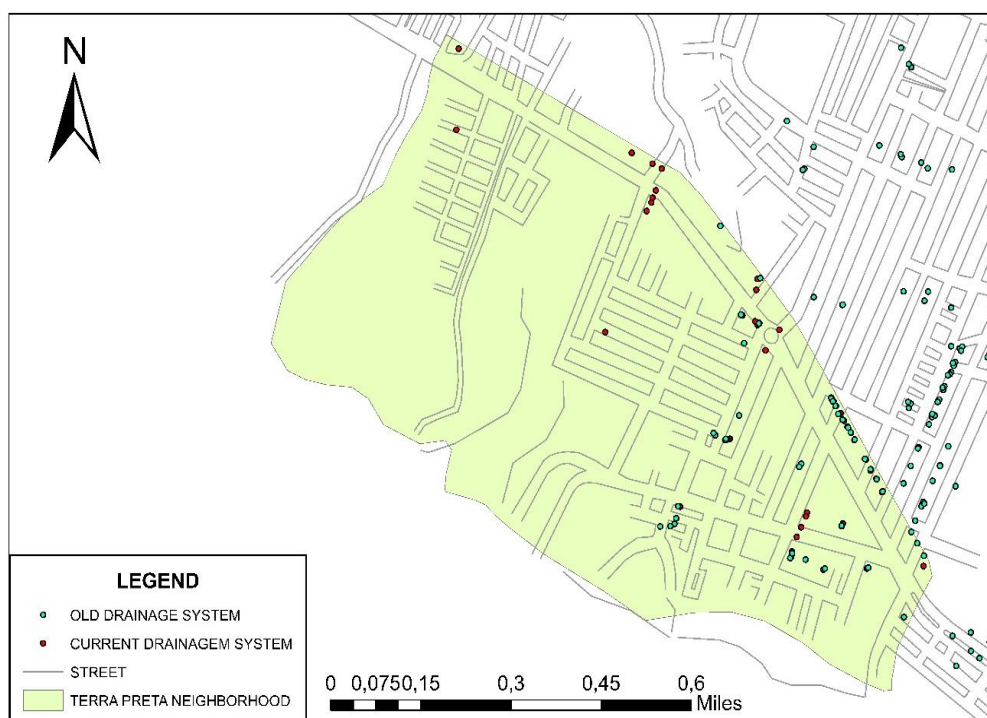 N
LEGEND
OLD DRAINAGE SYSTEM
CURRENT DRAINAGEM SYSTEM
STREET
TERRA PRETA NEIGHBORHOOD
0 0,0750,15 0,3 0,45 0,6
Miles